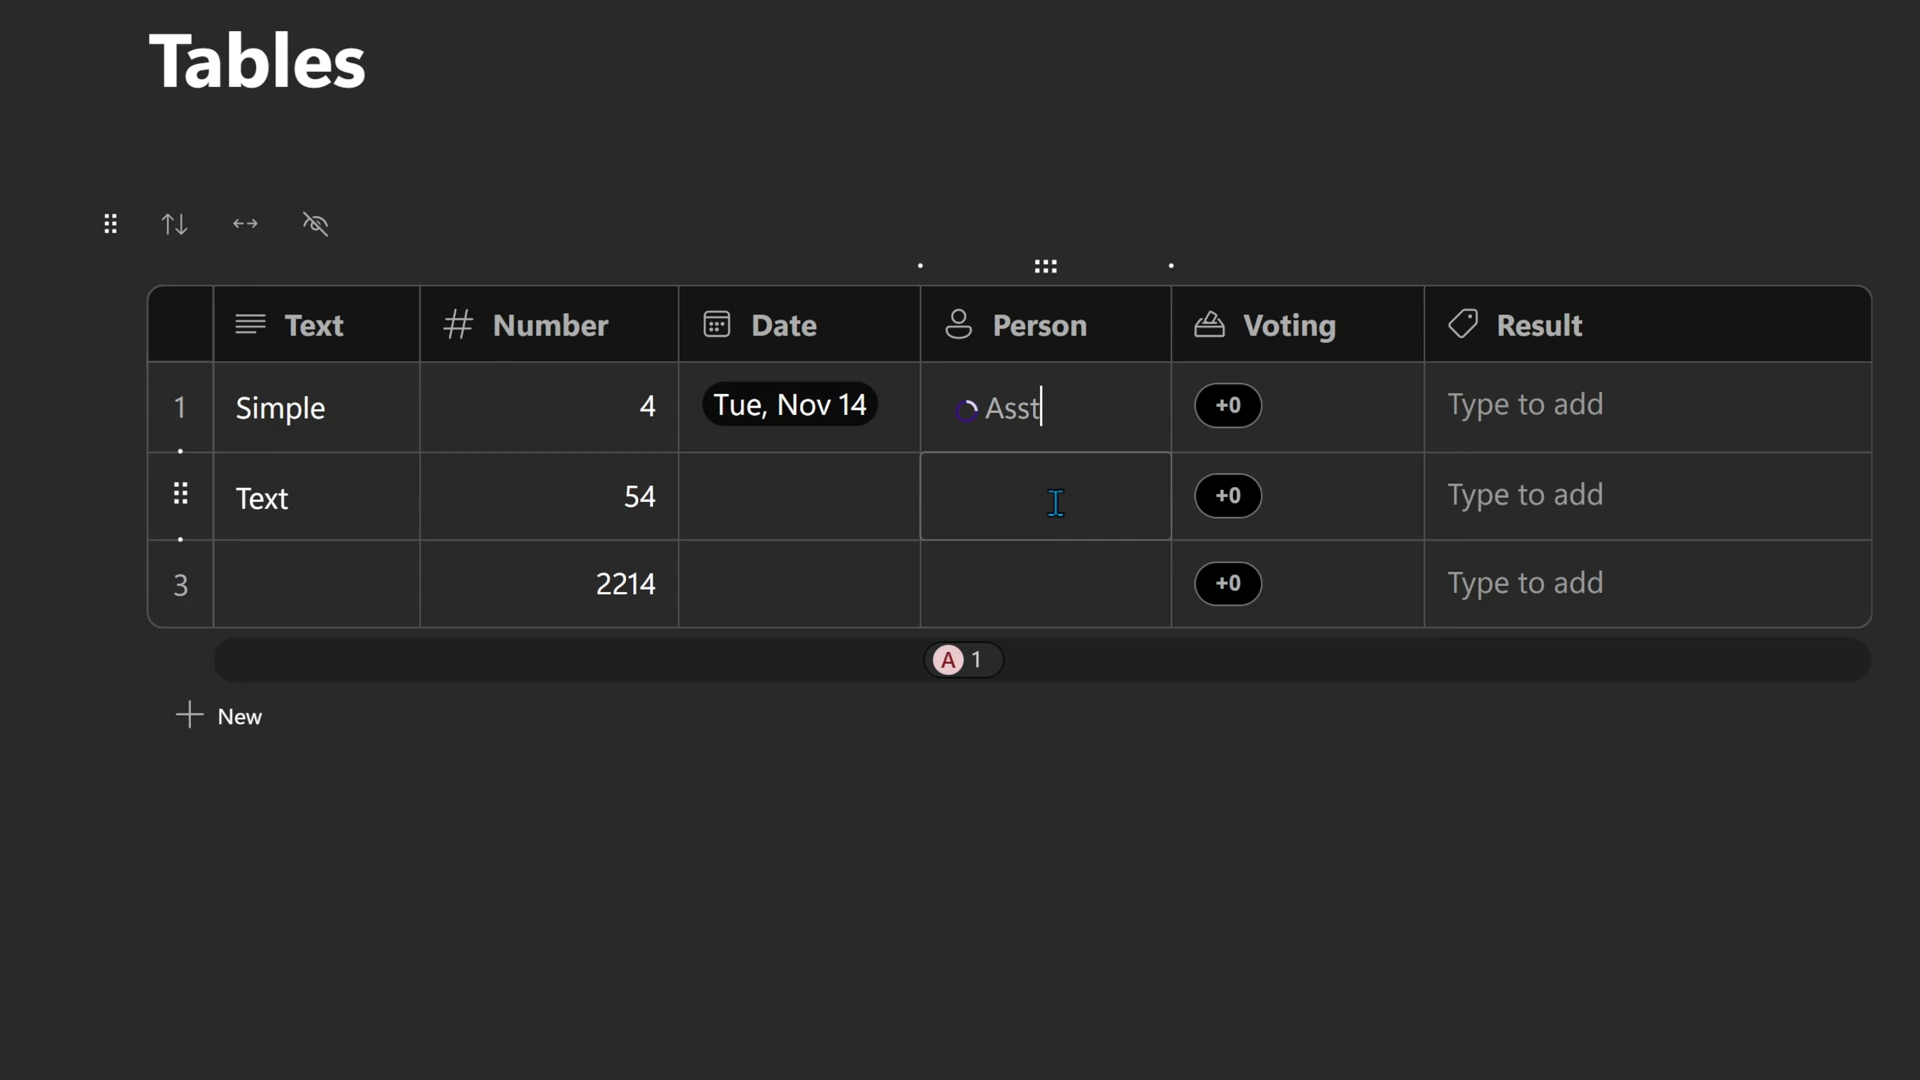 Tables
Text Number Date Person Voting Result
1 Simple 4 Tue, Nov 14 Asst +0 Type to add
Text 54 +0 Type to add
3 2214 +0 Type to add
A 1
New